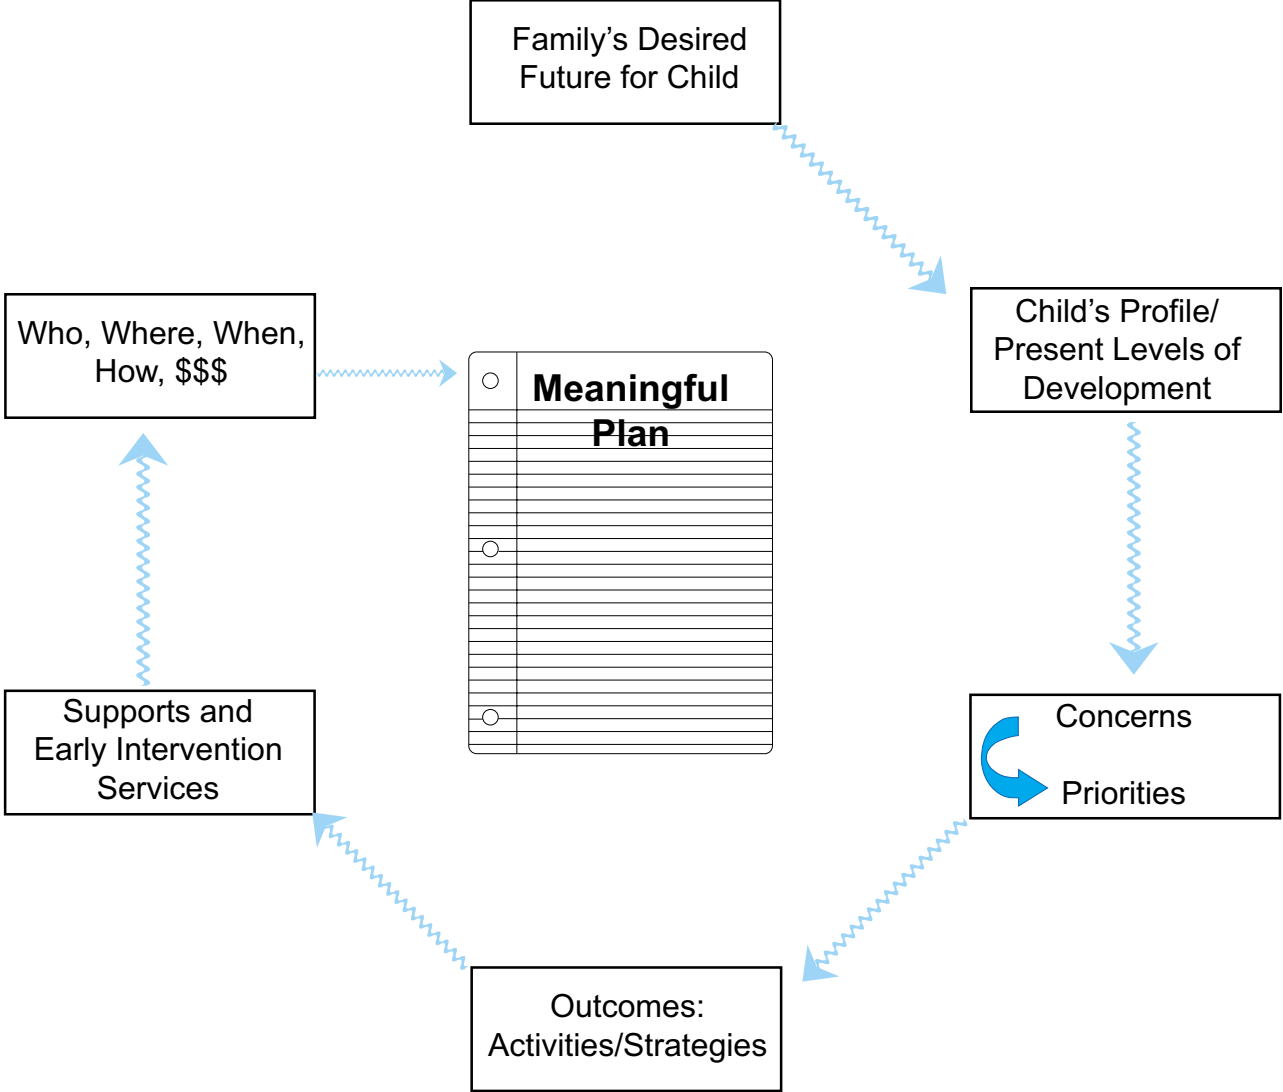 Family’s Desired
Future for Child
Child’s Profile/
Present Levels of
Development
Concerns
Priorities
Outcomes:
Activities/Strategies
Supports and
Early Intervention
Services
Who, Where, When,
How, $$$
Meaningful
Plan